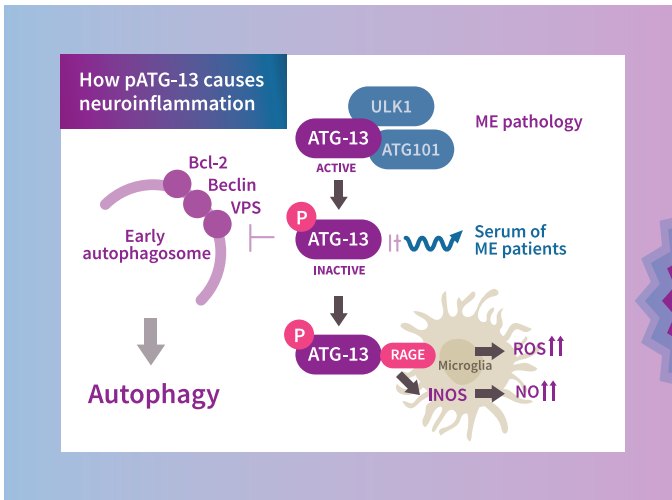 How pATG-13 causes
neuroinflammation
ULK1
ATG-13
ATG101
ACTIVE
ME pathology
Bcl-2
Beclin
VPS
Early
autophagosome
P
ATG-13
INACTIVE
Serum of
ME patients
Autophagy
P
ATG-13
RAGE
Microglia
ROS
INOS
NO